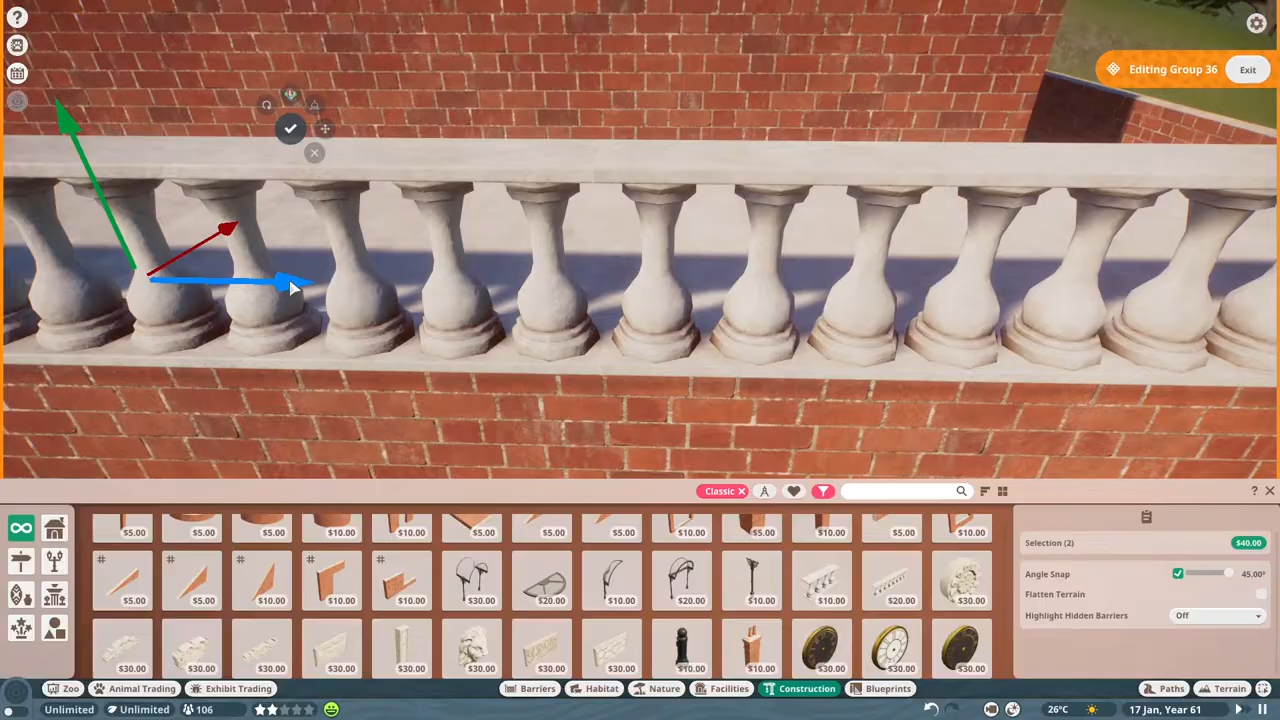 ?
Editing Group 36
Exit
Classic
? ×
$5.00 $5.00 $5.00 $10.00 $10.00 $5.00 $5.00 $5.00 $10.00 $5.00 $10.00 $5.00 $10.00
$5.00 $5.00 $10.00 $10.00 $10.00 $30.00 $20.00 $10.00 $20.00 $10.00 $10.00 $20.00 $30.00
$30.00 $30.00 $30.00 $30.00 $30.00 $30.00 $30.00 $30.00 $10.00 $10.00 $30.00 $30.00 $30.00
Selection (2) $40.00
Angle Snap 45.00°
Flatten Terrain
Highlight Hidden Barriers Off
Zoo Animal Trading Exhibit Trading Barriers Habitat Nature Facilities Construction Blueprints Paths Terrain
Unlimited Unlimited 106 26°C 17 Jan, Year 61